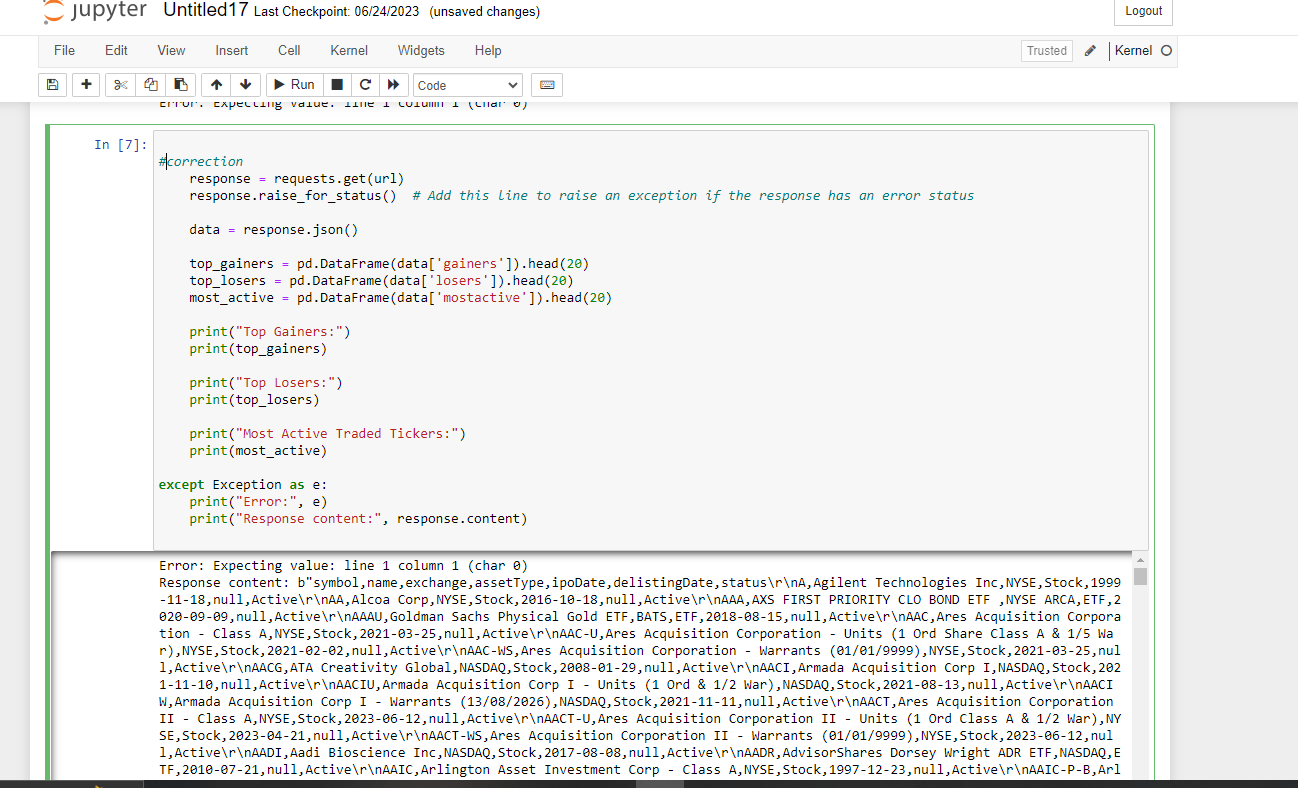 jupyter Untitled17 Last Checkpoint: 06/24/2023 (unsaved changes)
Logout
File Edit View Insert Cell Kernel Widgets Help
Trusted Kernel
Run Code
Error: Expecting value: line 1 column 1 (char 0)
In [7]:
#correction
response = requests.get(url)
response.raise_for_status()  # Add this line to raise an exception if the response has an error status
data = response.json()
top_gainers = pd.DataFrame(data['gainers']).head(20)
top_losers = pd.DataFrame(data['losers']).head(20)
most_active = pd.DataFrame(data['mostactive']).head(20)
print("Top Gainers:")
print(top_gainers)
print("Top Losers:")
print(top_losers)
print("Most Active Traded Tickers:")
print(most_active)
except Exception as e:
print("Error:", e)
print("Response content:", response.content)
Error: Expecting value: line 1 column 1 (char 0)
Response content: b"symbol,name,exchange,assetType,ipoDate,delistingDate,status\r\nA,Agilent Technologies Inc,NYSE,Stock,1999
-11-18,null,Active\r\nAA,Alcoa Corp,NYSE,Stock,2016-10-18,null,Active\r\nAAA,AXS FIRST PRIORITY CLO BOND ETF ,NYSE ARCA,ETF,2
020-09-09,null,Active\r\nAAAU,Goldman Sachs Physical Gold ETF,BATS,ETF,2018-08-15,null,Active\r\nAAC,Ares Acquisition Corpora
tion - Class A,NYSE,Stock,2021-03-25,null,Active\r\nAAC-U,Ares Acquisition Corporation - Units (1 Ord Share Class A & 1/5 Wa
r),NYSE,Stock,2021-02-02,null,Active\r\nAAC-WS,Ares Acquisition Corporation - Warrants (01/01/9999),NYSE,Stock,2021-03-25,nul
l,Active\r\nAACG,ATA Creativity Global,NASDAQ,Stock,2008-01-29,null,Active\r\nAACI,Armada Acquisition Corp I,NASDAQ,Stock,202
1-11-10,null,Active\r\nAACIU,Armada Acquisition Corp I - Units (1 Ord & 1/2 War),NASDAQ,Stock,2021-08-13,null,Active\r\nAACI
W,Armada Acquisition Corp I - Warrants (13/08/2026),NASDAQ,Stock,2021-11-11,null,Active\r\nAACT,Ares Acquisition Corporation
II - Class A,NYSE,Stock,2023-06-12,null,Active\r\nAACT-U,Ares Acquisition Corporation II - Units (1 Ord Class A & 1/2 War),NY
SE,Stock,2023-04-21,null,Active\r\nAACT-WS,Ares Acquisition Corporation II - Warrants (01/01/9999),NYSE,Stock,2023-06-12,nul
l,Active\r\nAADI,Aadi Bioscience Inc,NASDAQ,Stock,2017-08-08,null,Active\r\nAADR,AdvisorShares Dorsey Wright ADR ETF,NASDAQ,E
TF,2010-07-21,null,Active\r\nAAIC,Arlington Asset Investment Corp - Class A,NYSE,Stock,1997-12-23,null,Active\r\nAAIC-P-B,Arl